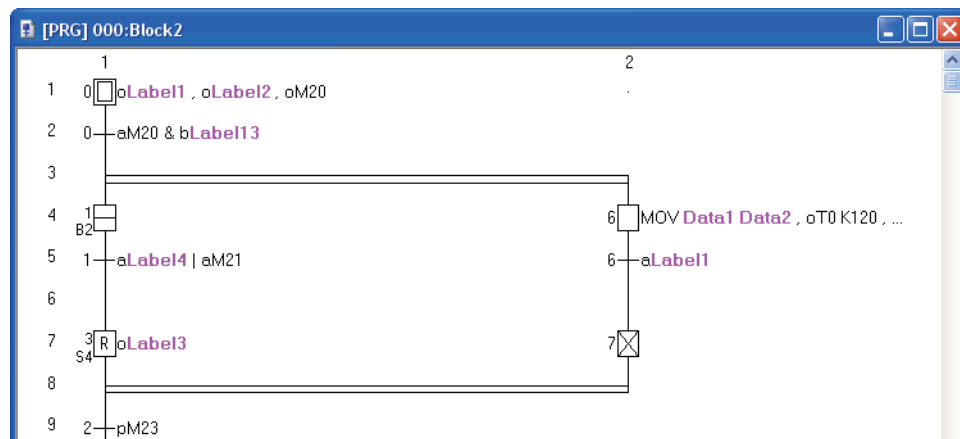 [PRG] 000:Block2
1 2
1 0 oLabel1 , oLabel2 , oM20
2 0 aM20 & bLabel13
3
4 1 B2 6 MOV Data1 Data2 , oT0 K120 , ...
5 1 aLabel4 | aM21 6 aLabel1
6
7 3 S4 R oLabel3 7
8
9 2 pM23